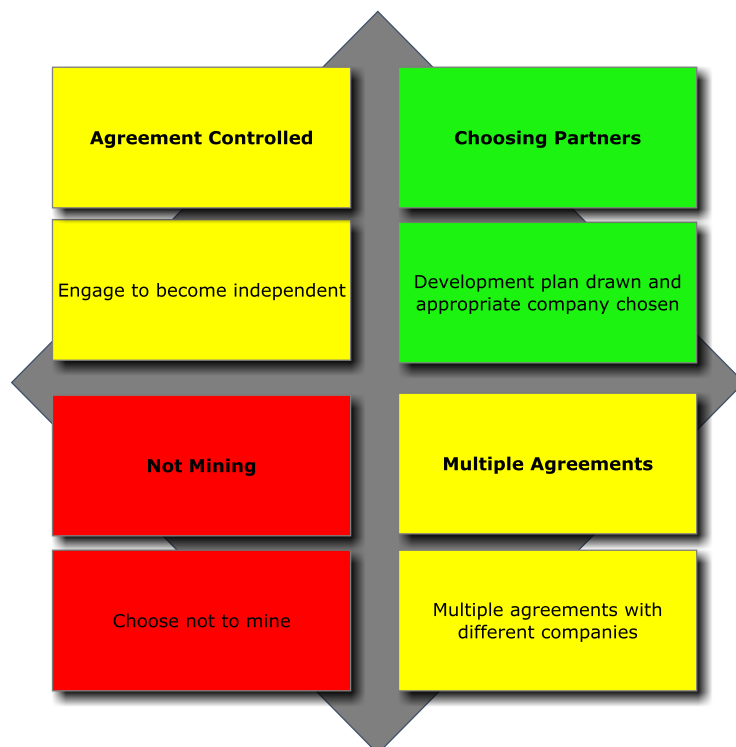 Agreement Controlled
Engage to become independent
Choosing Partners
Development plan drawn and
appropriate company chosen
Not Mining
Choose not to mine
Multiple Agreements
Multiple agreements with
different companies